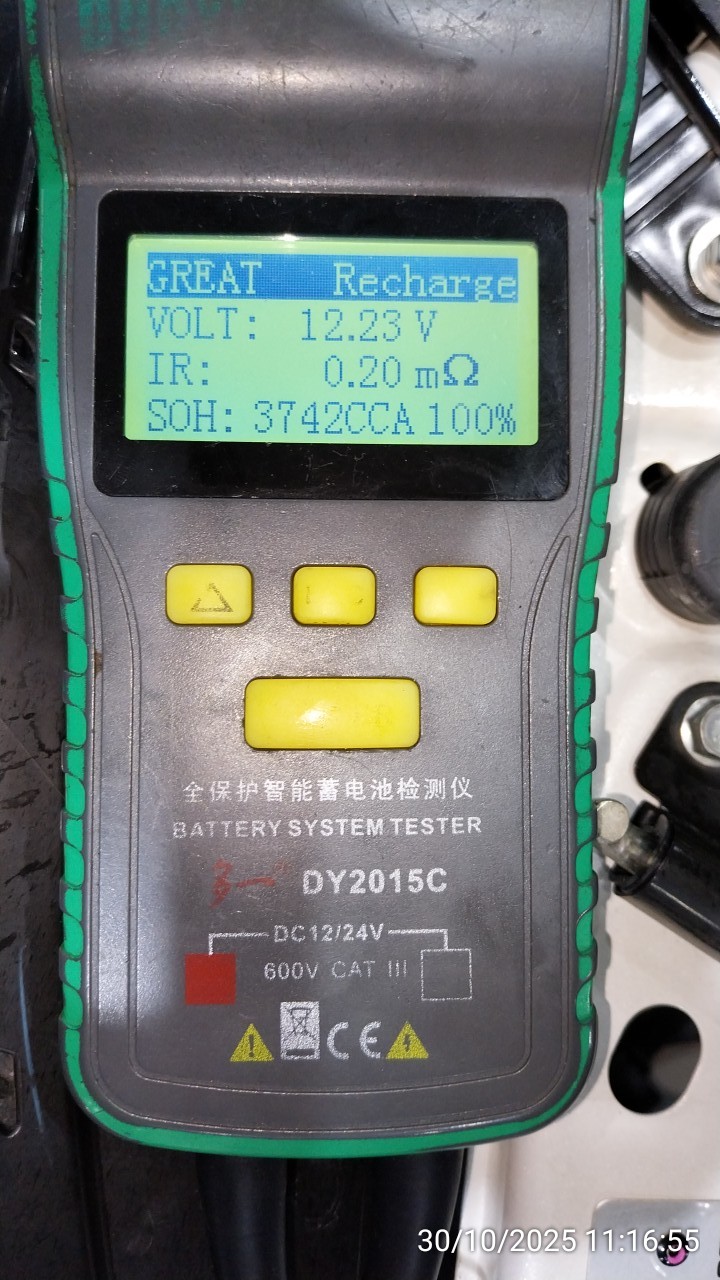 GREAT Recharge
VOLT: 12.23 V
IR: 0.20 mΩ
SOH: 3742CCA 100%
全保护智能蓄电池检测仪
BATTERY SYSTEM TESTER
多一 DY2015C
DC12/24V
600V CAT III
CE
30/10/2025 11:16:55